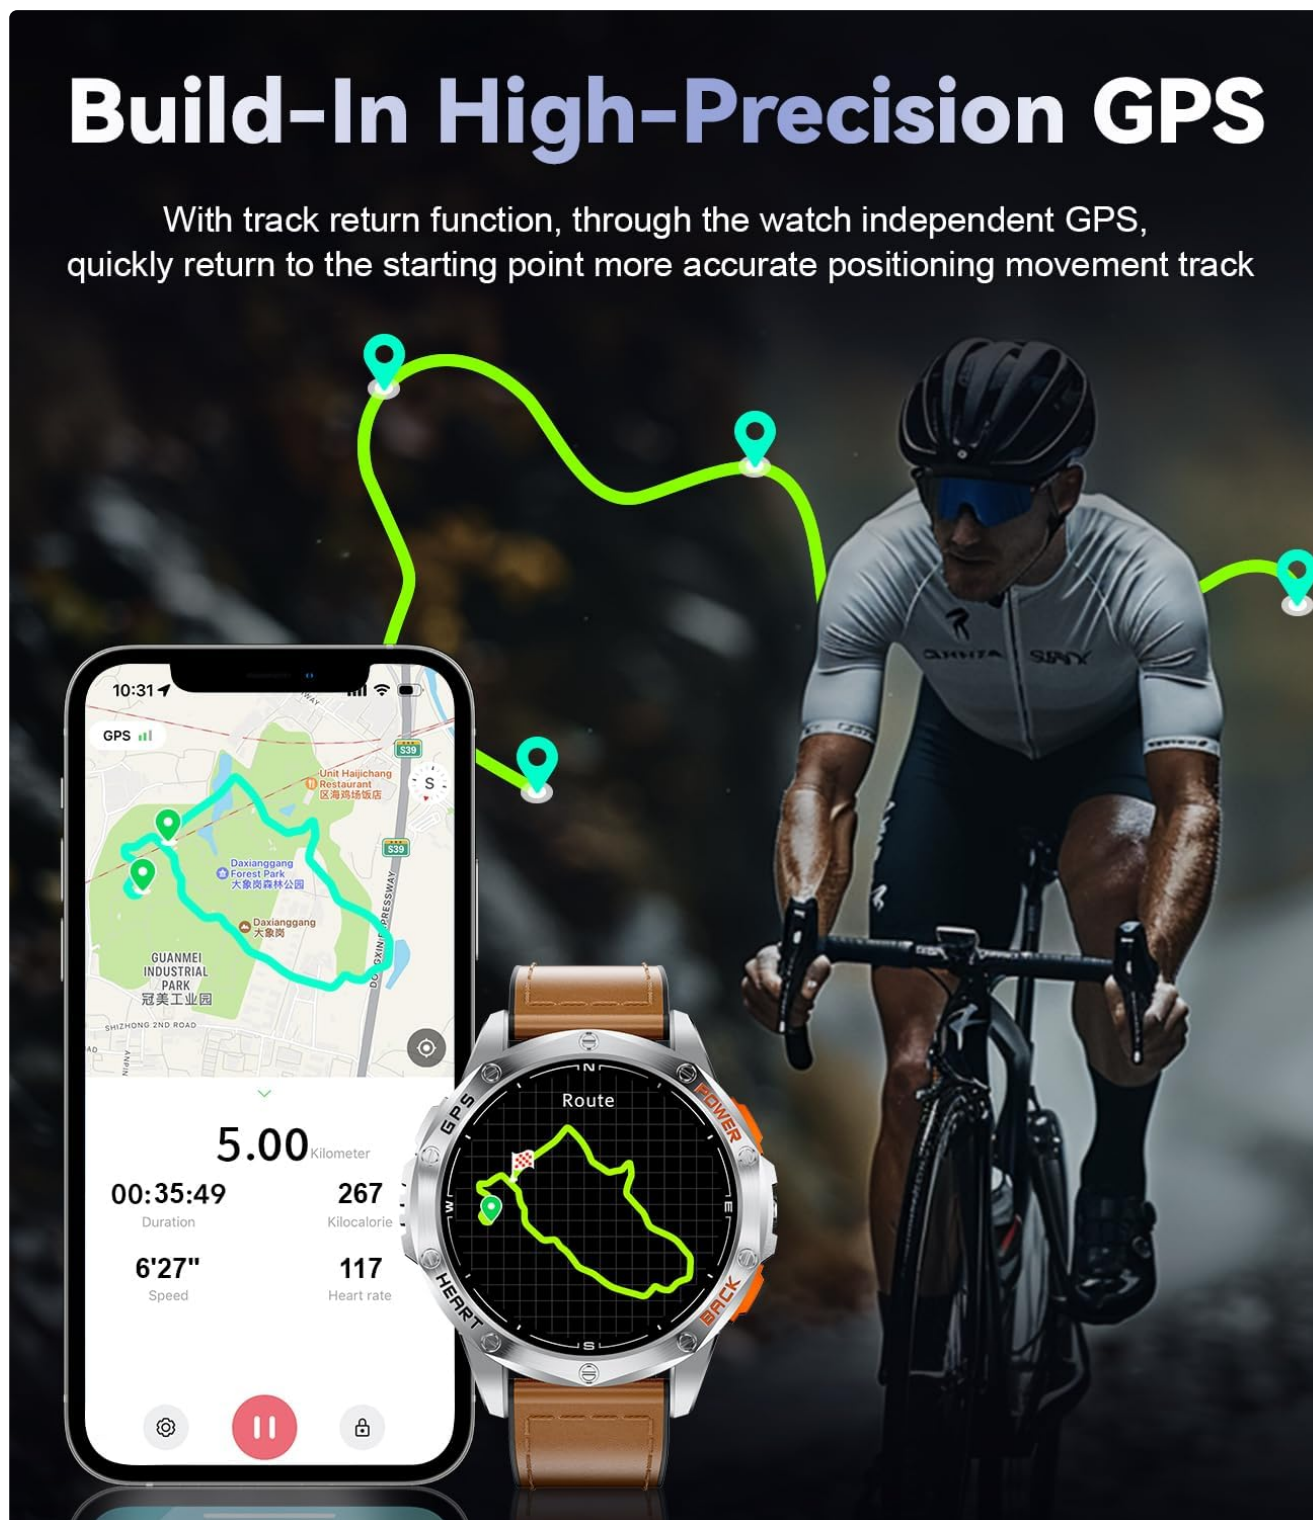 Build-In High-Precision GPS
With track return function, through the watch independent GPS,
quickly return to the starting point more accurate positioning movement track
10:31
GPS
S39
Unit Haijichang
Restaurant
区海鸡场饭店
S
S39
Daxianggang
Forest Park
大象岗森林公园
Daxianggang
大象岗
GUANMEI
INDUSTRIAL
PARK
冠美工业园
SHIZHONG 2ND ROAD
5.00 Kilometer
00:35:49
Duration
267
Kilocalorie
6'27"
Speed
117
Heart rate
GPS
POWER
N
Route
W
E
S
HEART
BACK